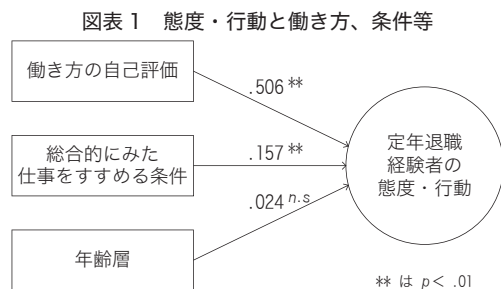 図表1 態度・行動と働き方、条件等
働き方の自己評価
.506 **
総合的にみた
仕事をすすめる条件
.157 **
定年退職
経験者の
態度・行動
.024 n.s
年齢層
** は p< .01